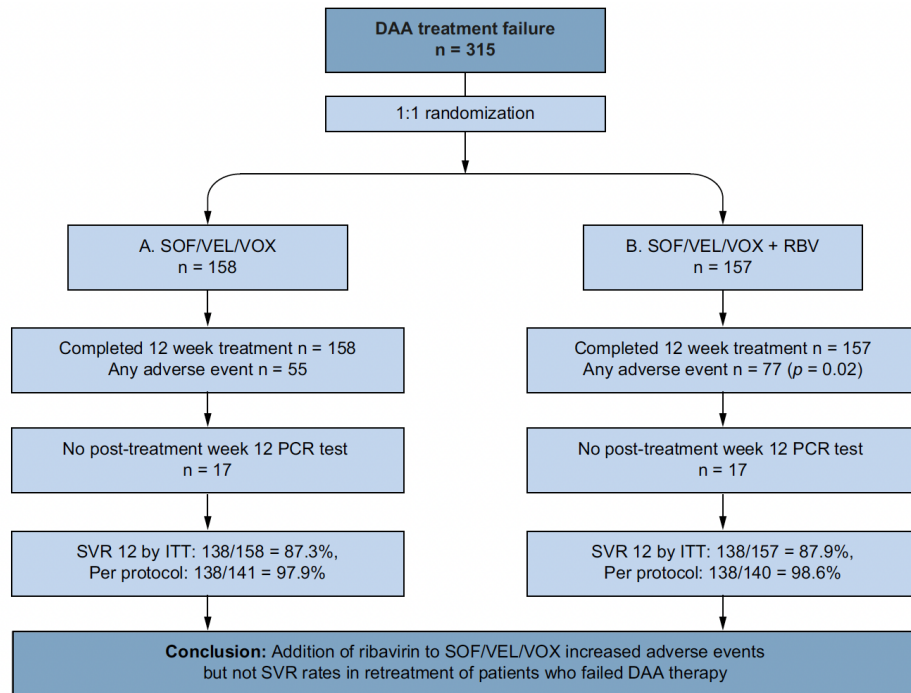 DAA treatment failure
n = 315
1:1 randomization
A. SOF/VEL/VOX
n = 158
B. SOF/VEL/VOX + RBV
n = 157
Completed 12 week treatment n = 158
Any adverse event n = 55
Completed 12 week treatment n = 157
Any adverse event n = 77 (p = 0.02)
No post-treatment week 12 PCR test
n = 17
No post-treatment week 12 PCR test
n = 17
SVR 12 by ITT: 138/158 = 87.3%,
Per protocol: 138/141 = 97.9%
SVR 12 by ITT: 138/157 = 87.9%,
Per protocol: 138/140 = 98.6%
Conclusion: Addition of ribavirin to SOF/VEL/VOX increased adverse events
but not SVR rates in retreatment of patients who failed DAA therapy